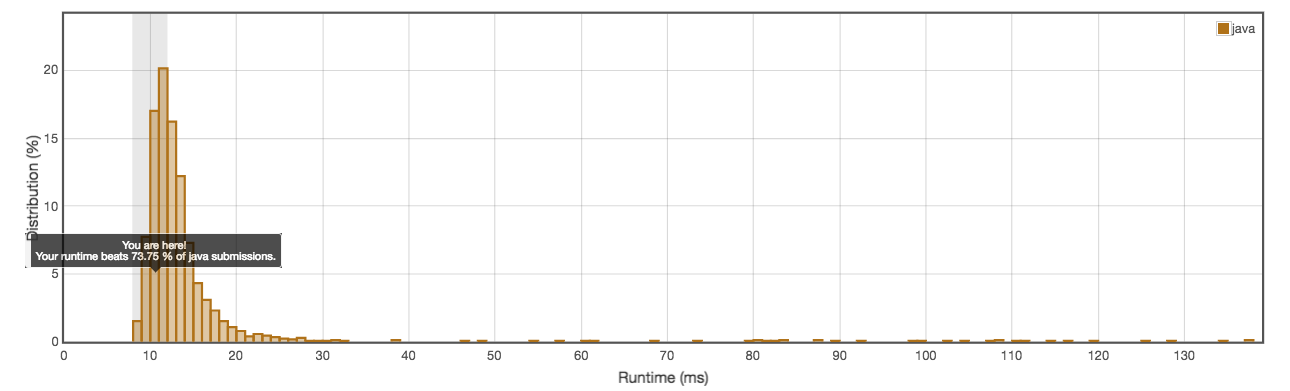 java
20
15
10
5
0
Distribution (%)
You are here!
Your runtime beats 73.75 % of java submissions.
0 10 20 30 40 50 60 70 80 90 100 110 120 130
Runtime (ms)